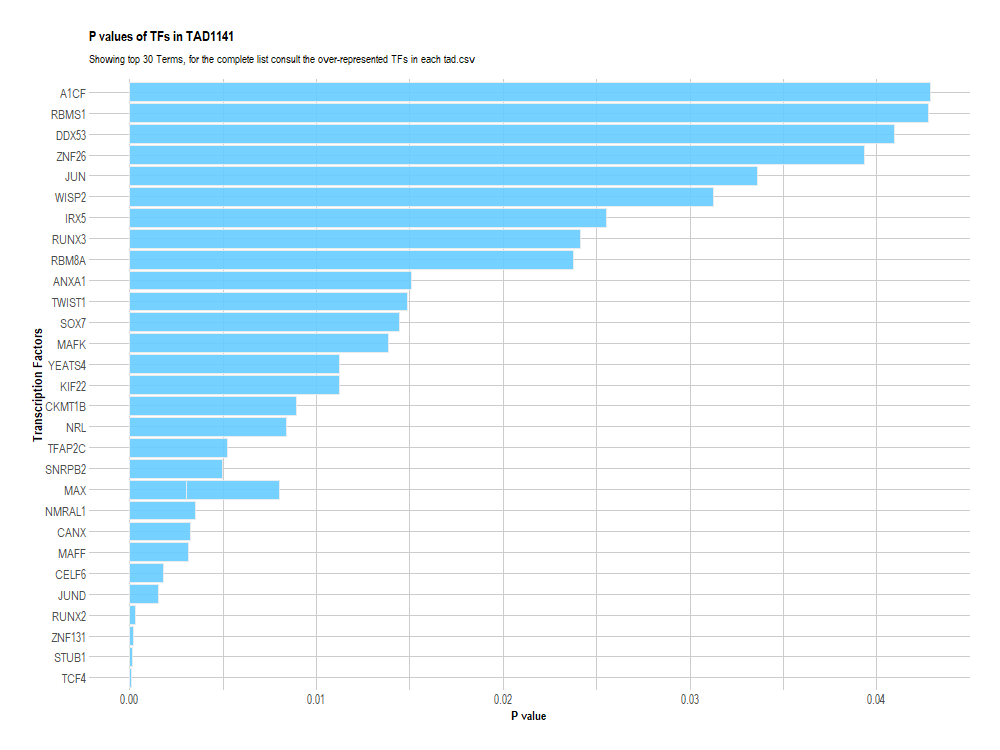 P values of TFs in TAD1141
Showing top 30 Terms, for the complete list consult the over-represented TFs in each tad.csv
A1CF
RBMS1
DDX53
ZNF26
JUN
WISP2
IRX5
RUNX3
RBM8A
ANXA1
TWIST1
SOX7
MAFK
YEATS4
KIF22
CKMT1B
NRL
TFAP2C
SNRPB2
MAX
NMRAL1
CANX
MAFF
CELF6
JUND
RUNX2
ZNF131
STUB1
TCF4
Transcription Factors
0.00 0.01 0.02 0.03 0.04
P value